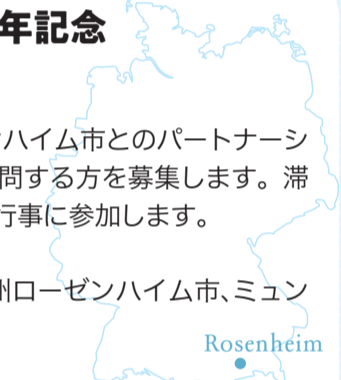 年記念
ハイム市とのパートナーシ
問する方を募集します。滞
行事に参加します。
州ローゼンハイム市、ミュン
Rosenheim